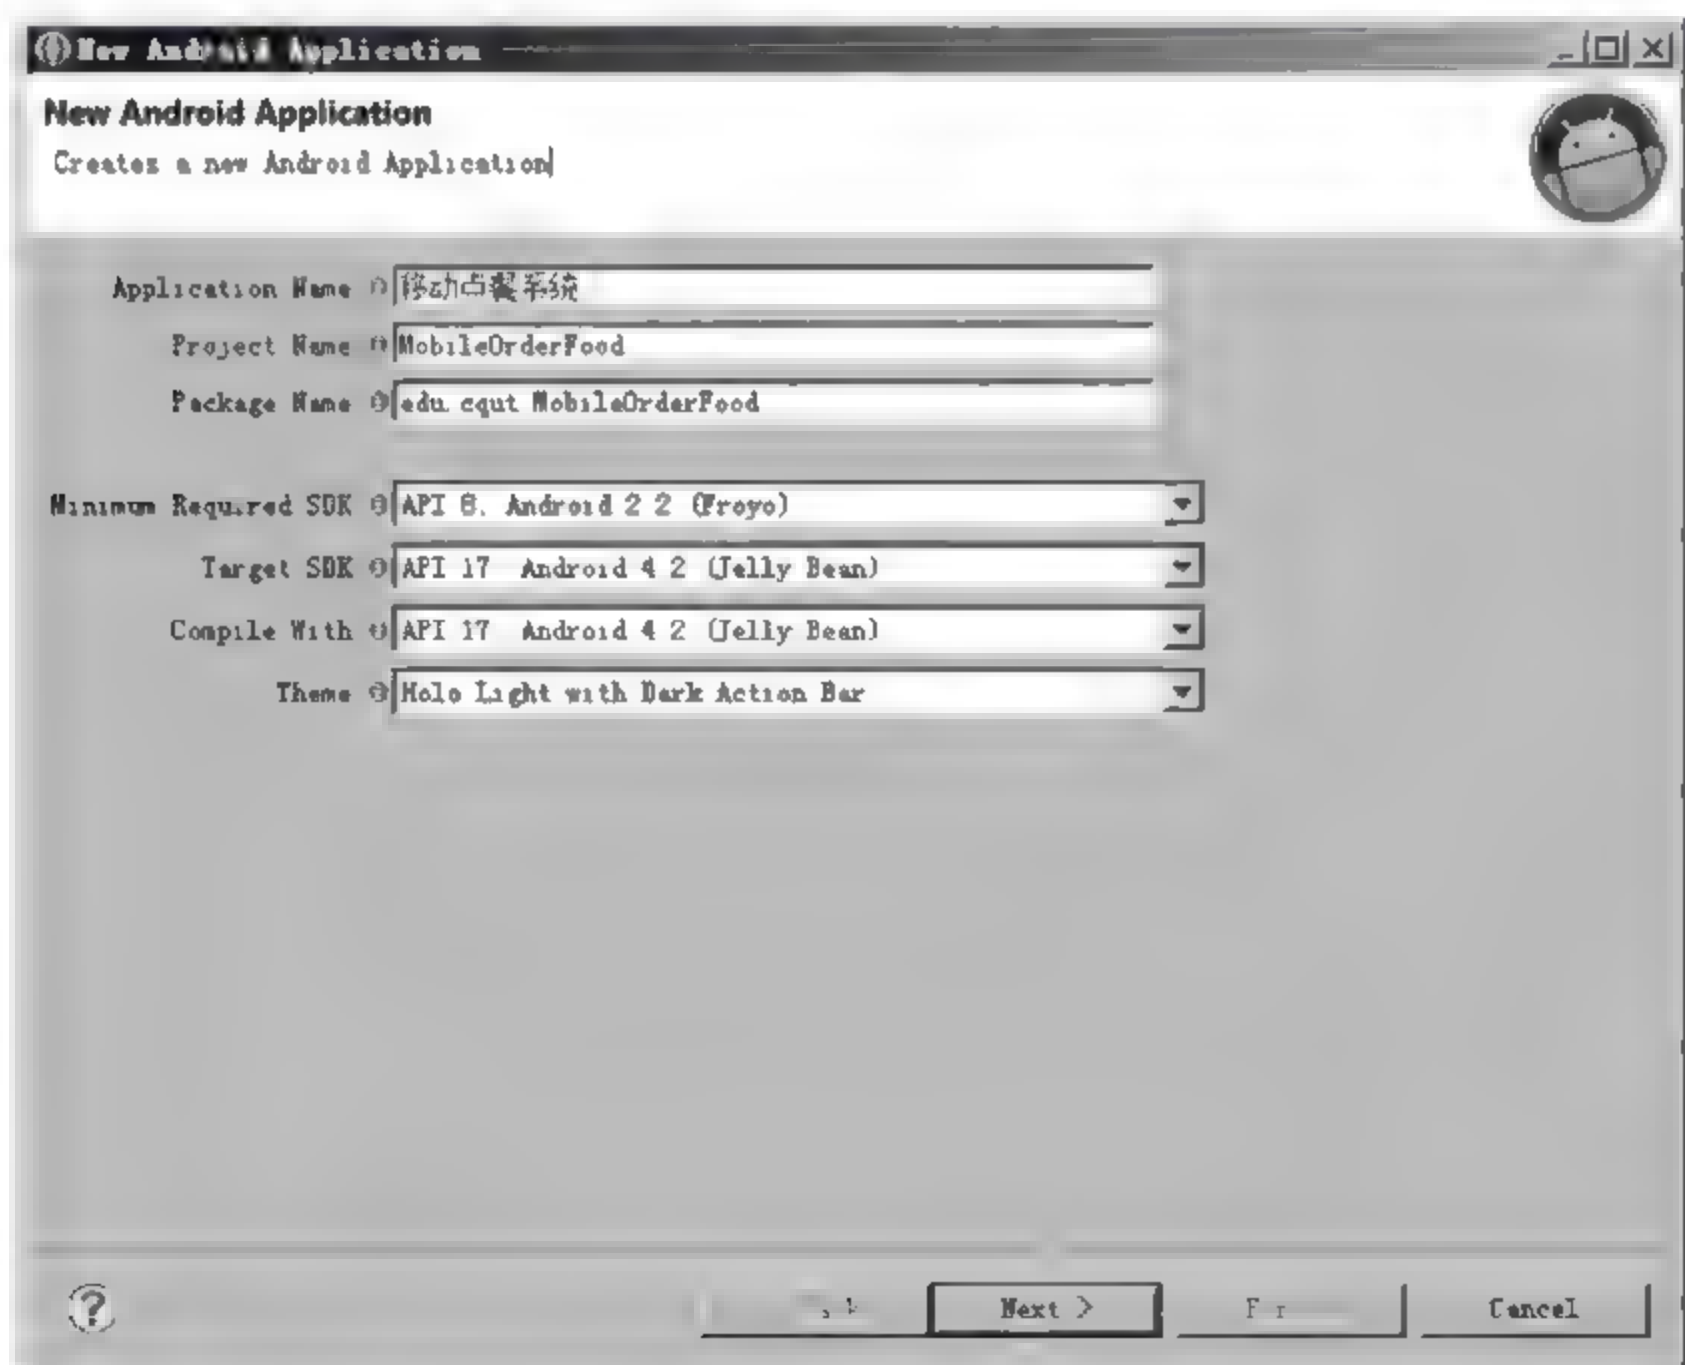 New Android Application
New Android Application
Creates a new Android Application
Application Name 移动点餐系统
Project Name MobileOrderFood
Package Name edu.cqut MobileOrderFood
Minimum Required SDK API 8. Android 2 2 (Froyo)
Target SDK API 17 Android 4 2 (Jelly Bean)
Compile With API 17 Android 4 2 (Jelly Bean)
Theme Holo Light with Dark Action Bar
? Next > Cancel